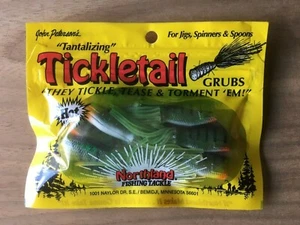 John Peterson's
For Jigs, Spinners & Spoons
"Tantalizing"
Tickletail
GRUBS
"THEY TICKLE, TEASE & TORMENT 'EM!"
Northland
FISHING TACKLE
1001 NAYLOR DR. S.E. / BEMIDJI, MINNESOTA 56601